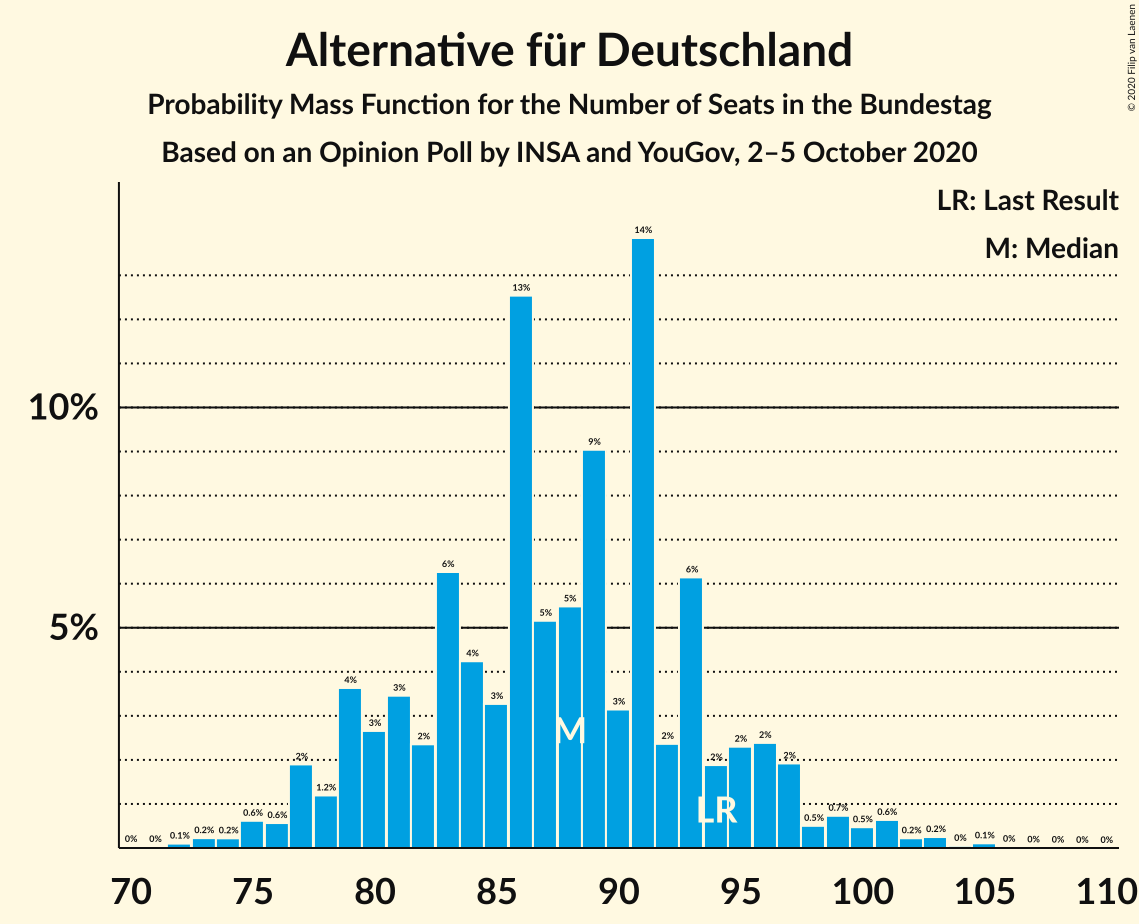 Alternative für Deutschland
Probability Mass Function for the Number of Seats in the Bundestag
Based on an Opinion Poll by INSA and YouGov, 2–5 October 2020
© 2020 Filip van Laenen
LR: Last Result
M: Median
10%
5%
0% 0% 0.1% 0.2% 0.2% 0.6% 0.6% 2% 1.2% 4% 3% 3% 2% 6% 4% 3% 13% 5% 5% 9% 3% 14% 2% 6% 2% 2% 2% 2% 0.5% 0.7% 0.5% 0.6% 0.2% 0.2% 0% 0.1% 0% 0% 0% 0% 0%
M
LR
70 75 80 85 90 95 100 105 110